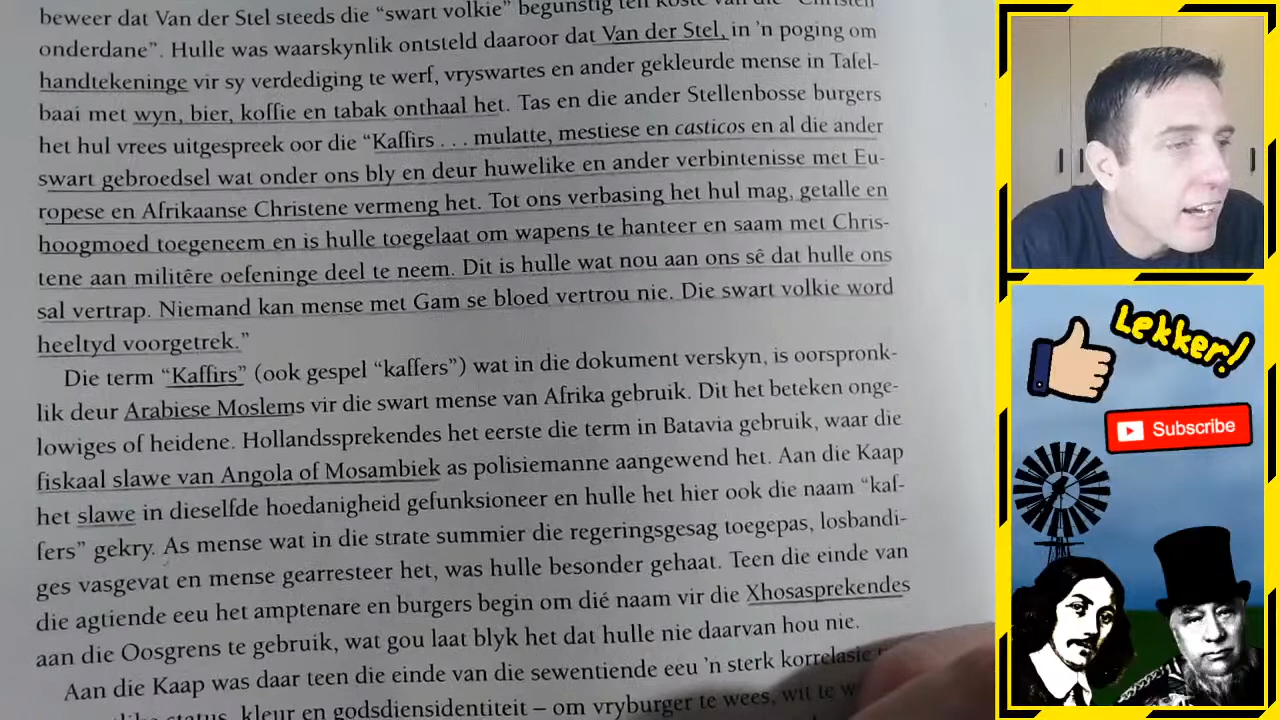 beweer dat Van der Stel steeds die “swart volkie” begunstig ten koste van die “Christen
onderdane”. Hulle was waarskynlik ontsteld daaroor dat Van der Stel, in ’n poging om
handtekeninge vir sy verdediging te werf, vryswartes en ander gekleurde mense in Tafel-
baai met wyn, bier, koffie en tabak onthaal het. Tas en die ander Stellenbosse burgers
het hul vrees uitgespreek oor die “Kaffirs . . . mulatte, mestiese en casticos en al die ander
swart gebroedsel wat onder ons bly en deur huwelike en ander verbintenisse met Eu-
ropese en Afrikaanse Christene vermeng het. Tot ons verbasing het hul mag, getalle en
hoogmoed toegeneem en is hulle toegelaat om wapens te hanteer en saam met Chris-
tene aan militêre oefeninge deel te neem. Dit is hulle wat nou aan ons sê dat hulle ons
sal vertrap. Niemand kan mense met Gam se bloed vertrou nie. Die swart volkie word
heeltyd voorgetrek.”
Die term “Kaffirs” (ook gespel “kaffers”) wat in die dokument verskyn, is oorspronk-
lik deur Arabiese Moslems vir die swart mense van Afrika gebruik. Dit het beteken onge-
lowiges of heidene. Hollandssprekendes het eerste die term in Batavia gebruik, waar die
fiskaal slawe van Angola of Mosambiek as polisiemanne aangewend het. Aan die Kaap
het slawe in dieselfde hoedanigheid gefunksioneer en hulle het hier ook die naam “kaf-
fers” gekry. As mense wat in die strate summier die regeringsgesag toegepas, losbandi-
ges vasgevat en mense gearresteer het, was hulle besonder gehaat. Teen die einde van
die agtiende eeu het amptenare en burgers begin om dié naam vir die Xhosasprekendes
aan die Oosgrens te gebruik, wat gou laat blyk het dat hulle nie daarvan hou nie.
Aan die Kaap was daar teen die einde van die sewentiende eeu ’n sterk korrelasie
status, kleur en godsdiensidentiteit – om vryburger te wees, wit te
Lekker!
Subscribe